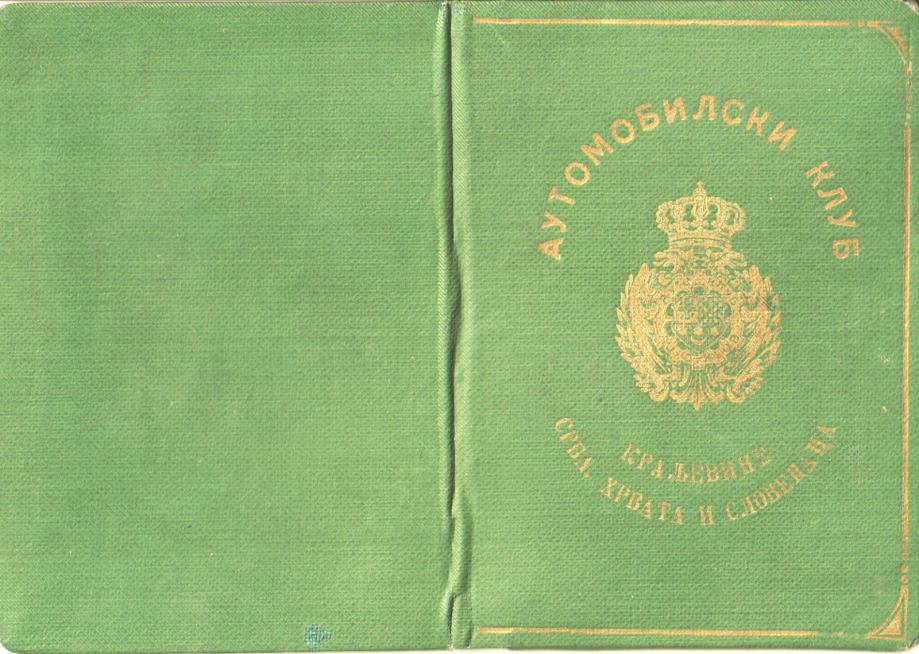 АУТОМОБИЛСКИ КЛУБ
КРАЉЕВИНЕ
СРБА, ХРВАТА И СЛОВЕНАЦА